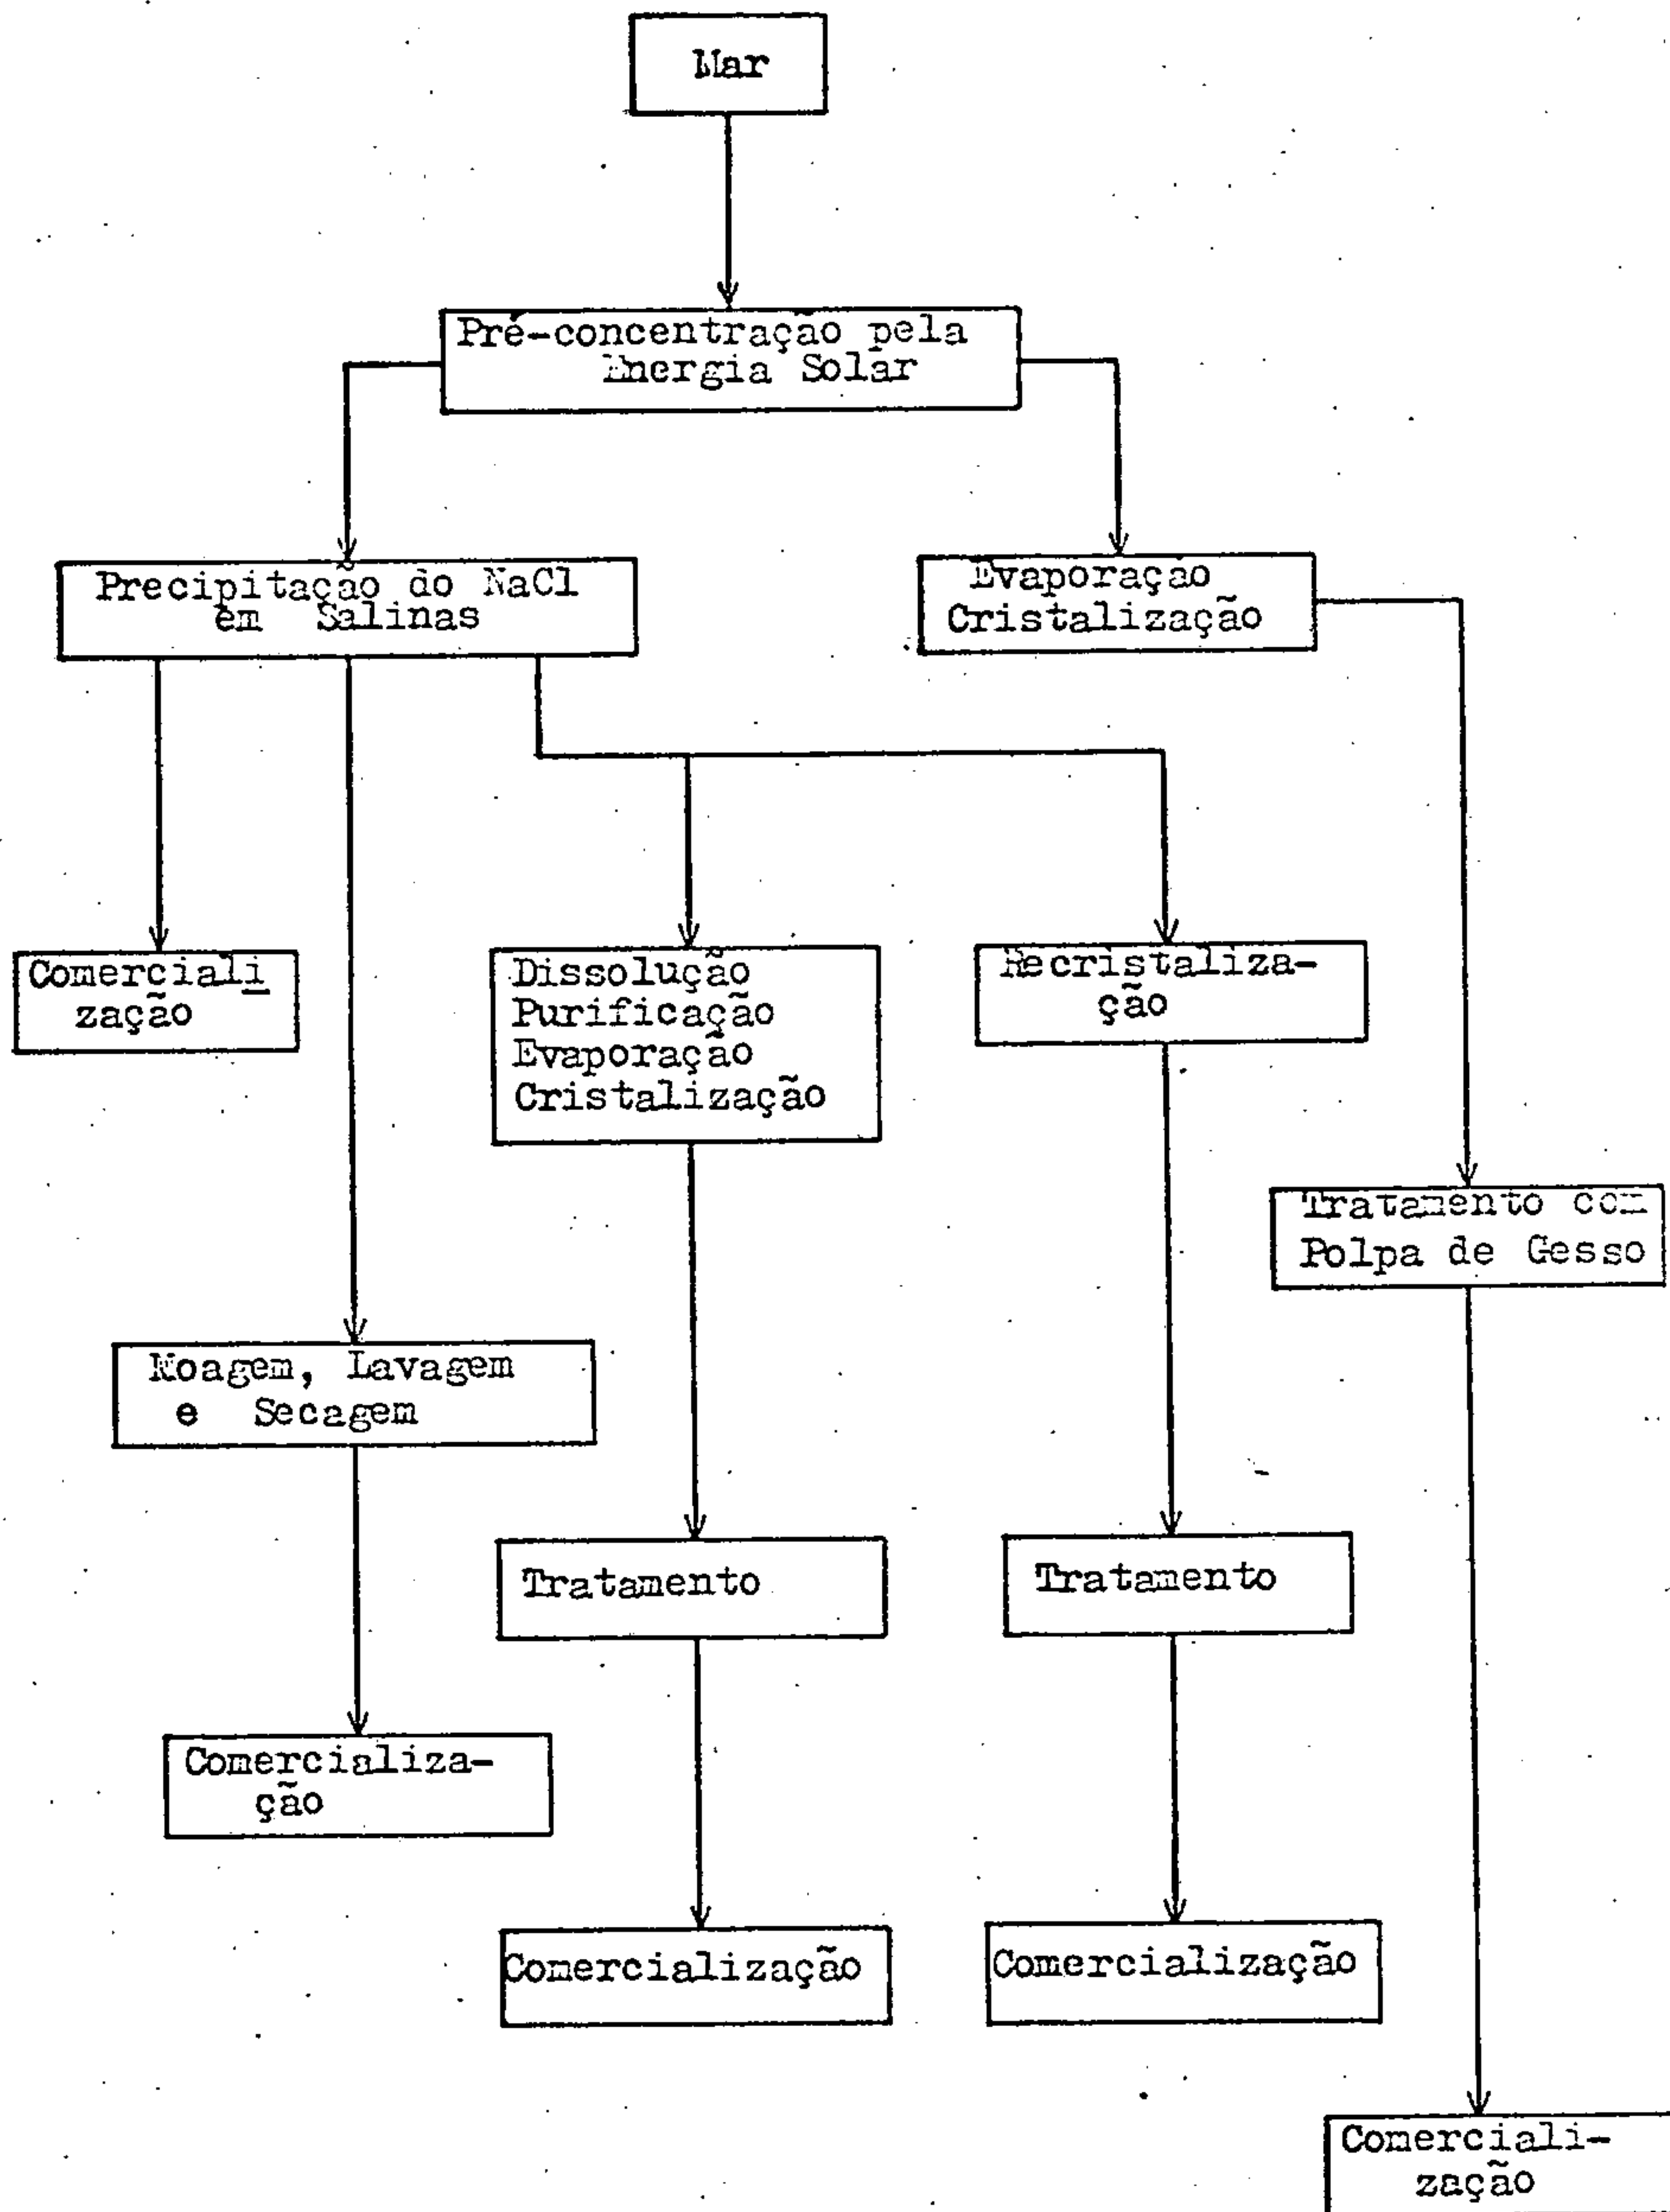 Mar
Pré-concentração pela
Energia Solar
Precipitação do NaCl
em Salinas
Evaporação
Cristalização
Comerciali
zação
Dissolução
Purificação
Evaporação
Cristalização
Recristaliza-
ção
Tratamento com
Polpa de Gesso
Moagem, Lavagem
e Secagem
Tratamento
Tratamento
Comercializa-
ção
Comercialização
Comercialização
Comerciali-
zação